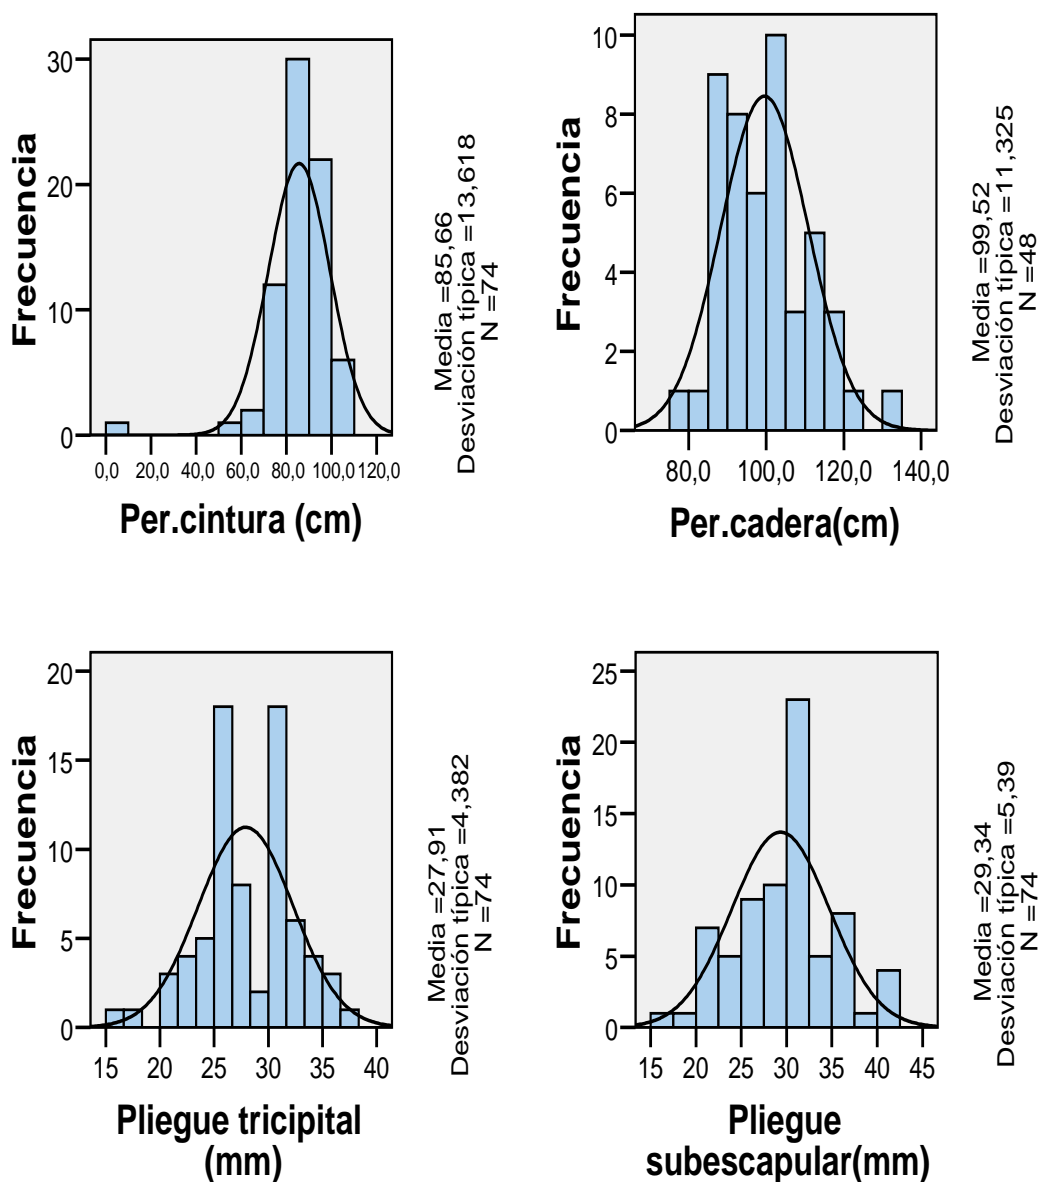 30
20
10
0
Frecuencia
0,0 20,0 40,0 60,0 80,0 100,0 120,0
Per.cintura (cm)
Media =85,66
Desviación típica =13,618
N =74
10
8
6
4
2
0
Frecuencia
80,0 100,0 120,0 140,0
Per.cadera(cm)
Media =99,52
Desviación típica =11,325
N =48
20
15
10
5
0
Frecuencia
15 20 25 30 35 40
Pliegue tricipital
(mm)
Media =27,91
Desviación típica =4,382
N =74
25
20
15
10
5
0
Frecuencia
15 20 25 30 35 40 45
Pliegue
subescapular(mm)
Media =29,34
Desviación típica =5,39
N =74